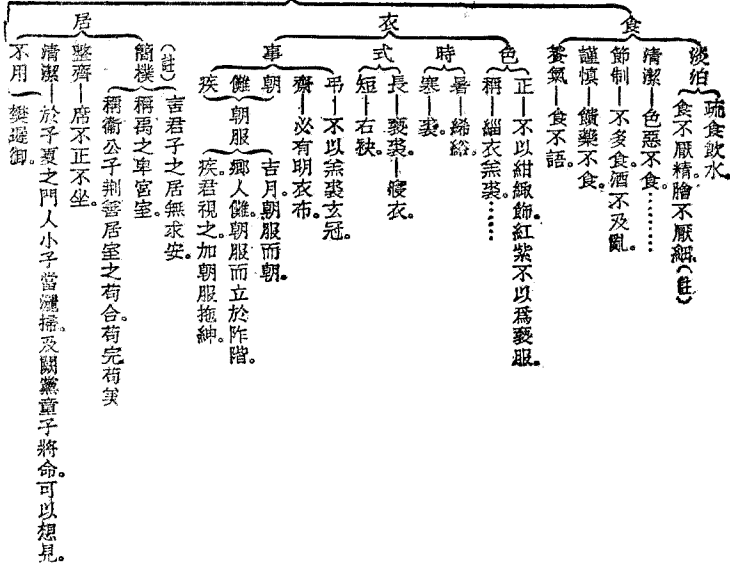 食
淡泊
疏食飲水。
食不厭精膾不厭細(註)
清潔—色惡不食。………
節制—不多食酒不及亂。
謹慎—饋藥不食。
養氣—食不語。
衣
色
正—不以紺緅飾紅紫不以爲褻服。
稱—緇衣羔裘。……
時
暑—絺綌。
寒—裘。
式
長—褻裘—寢衣。
短—右袂。
事
弔—不以羔裘玄冠。
齋—必有明衣布。
朝
儺
疾
朝服
吉月朝服而朝。
鄉人儺朝服而立於阼階。
疾君視之加朝服拖紳。
居
(註)
簡樸
吉君子之居無求安。
稱禹之卑宮室。
稱衛公子荆善居室之苟合苟完苟美
整齊—席不正不坐。
清潔—於子夏之門人小子當灑掃。及闕黨童子將命。可以想見。
不用—樊遲御。